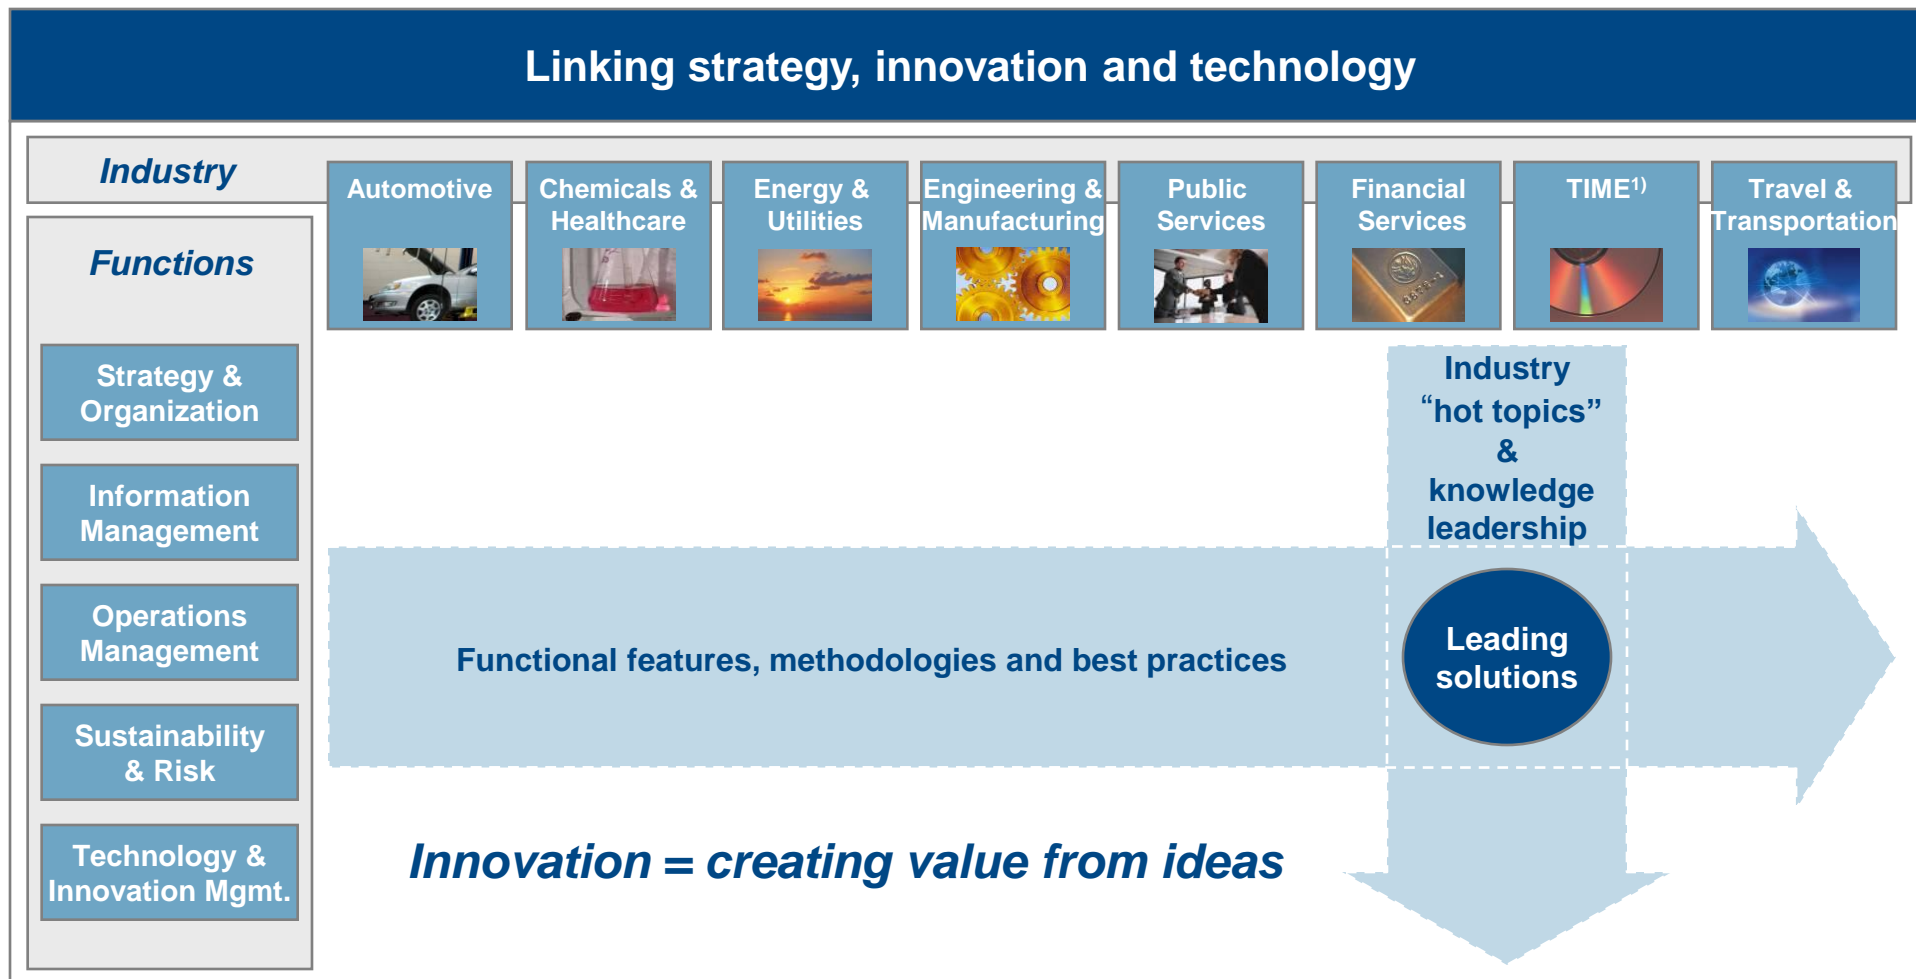 Linking strategy, innovation and technology
Industry
Automotive
Chemicals &
Healthcare
Energy &
Utilities
Engineering &
Manufacturing
Public
Services
Financial
Services
TIME¹⁾
Travel &
Transportation
Functions
Strategy &
Organization
Information
Management
Operations
Management
Sustainability
& Risk
Technology &
Innovation Mgmt.
Industry
“hot topics”
&
knowledge
leadership
Functional features, methodologies and best practices
Leading
solutions
Innovation = creating value from ideas